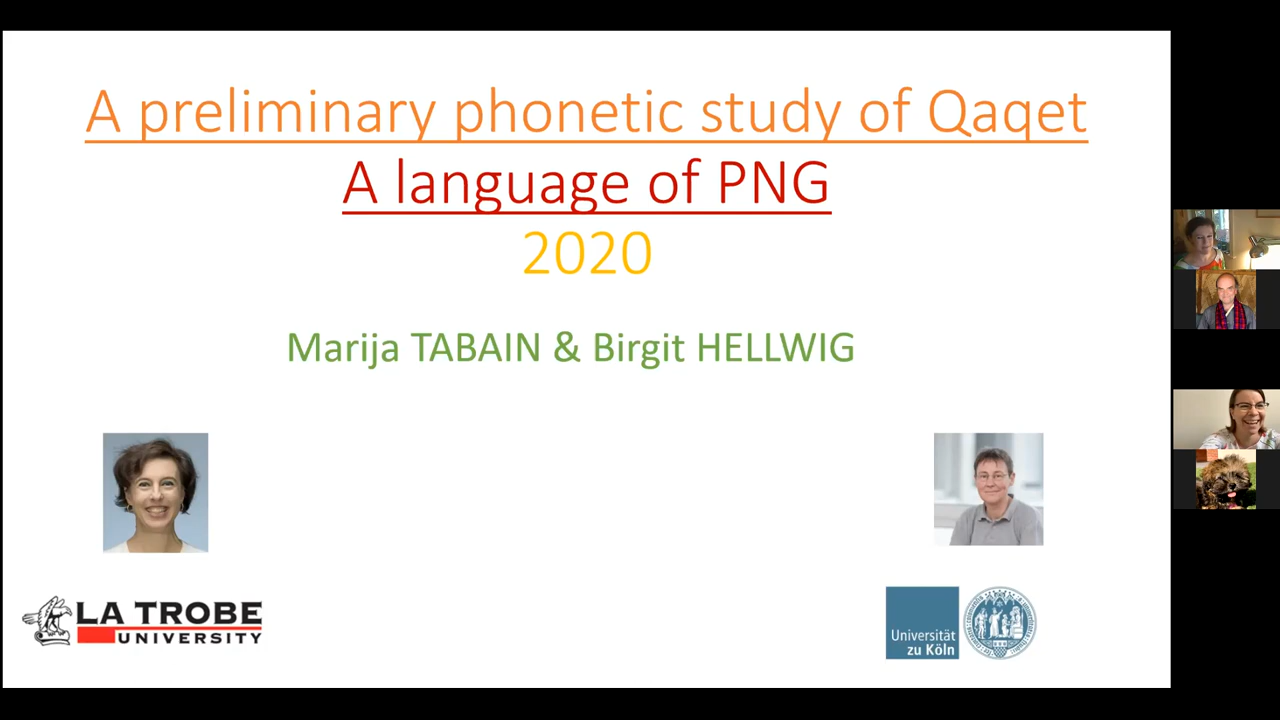 A preliminary phonetic study of Qaqet
A language of PNG
2020
Marija TABAIN & Birgit HELLWIG
LA TROBE
UNIVERSITY
Universität
zu Köln